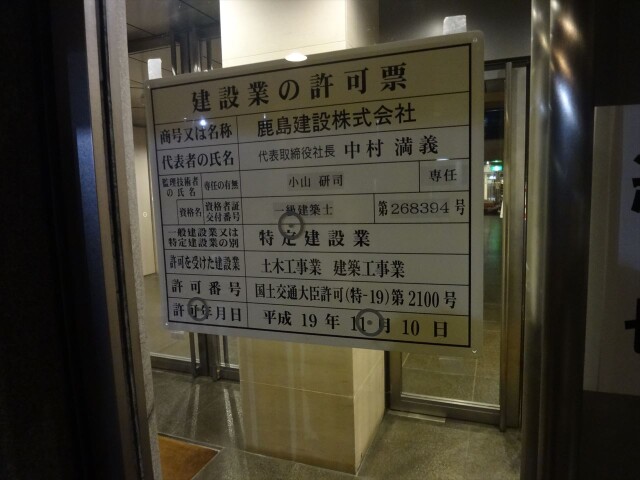 建設業の許可票
商号又は名称 鹿島建設株式会社
代表者の氏名 代表取締役社長 中村 満義
監理技術者の氏名 専任の有無 小山 研司 専任
資格名 資格者証交付番号 一級建築士 第268394号
一般建設業又は特定建設業の別 特定建設業
許可を受けた建設業 土木工事業 建築工事業
許可番号 国土交通大臣許可(特-19)第2100号
許可年月日 平成 19 年 11 月 10 日